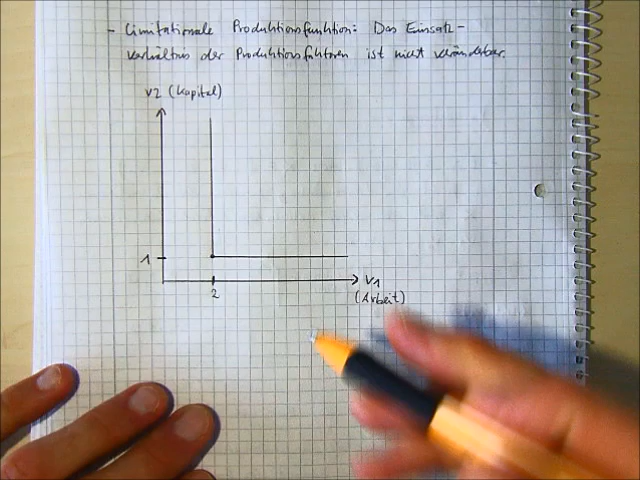 - Limitationale Produktionsfunktion: Das Einsatz-
verhältnis der Produktionsfaktoren ist nicht veränderbar.
v2 (Kapital)
1
2
v1
(Arbeit)